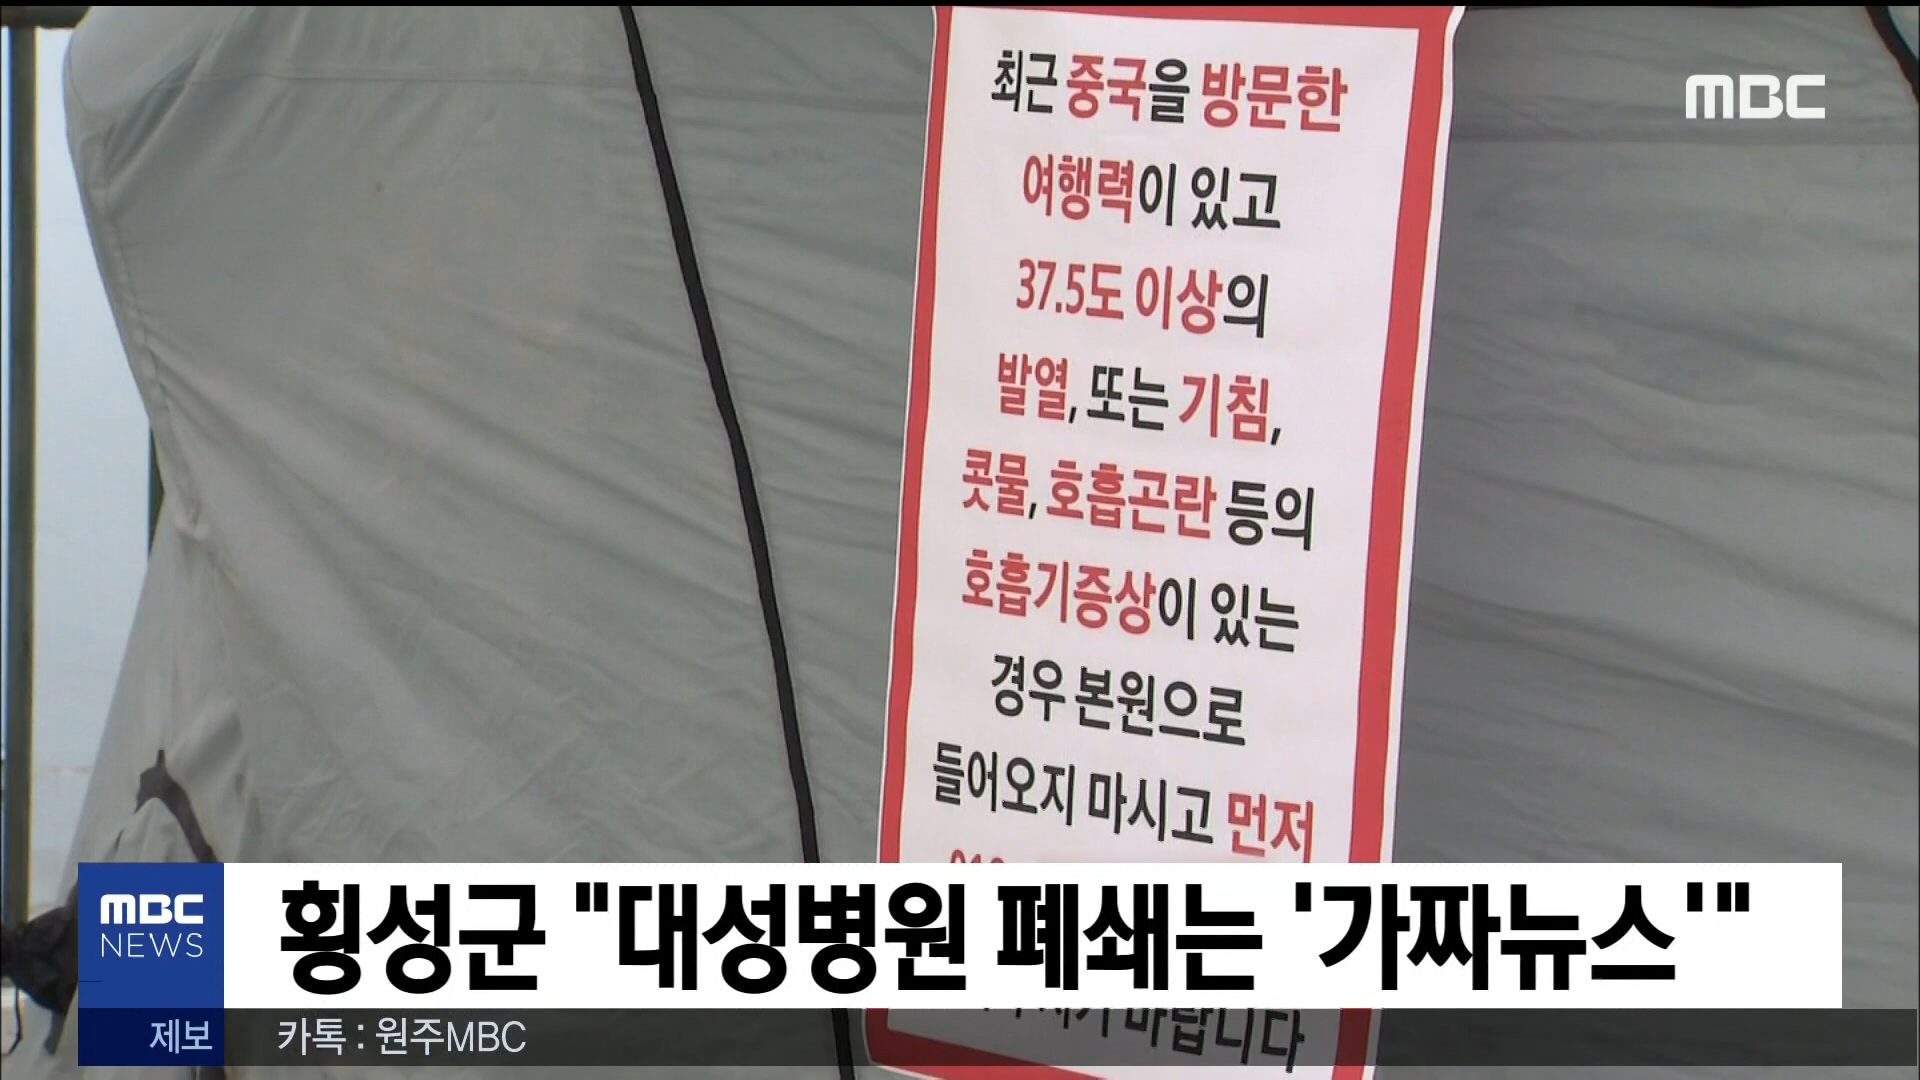 최근 중국을 방문한
여행력이 있고
37.5도 이상의
발열, 또는 기침,
콧물, 호흡곤란 등의
호흡기증상이 있는
경우 본원으로
들어오지 마시고 먼저
바랍니다
MBC
MBC
NEWS
횡성군 "대성병원 폐쇄는 '가짜뉴스'"
제보
카톡 : 원주MBC